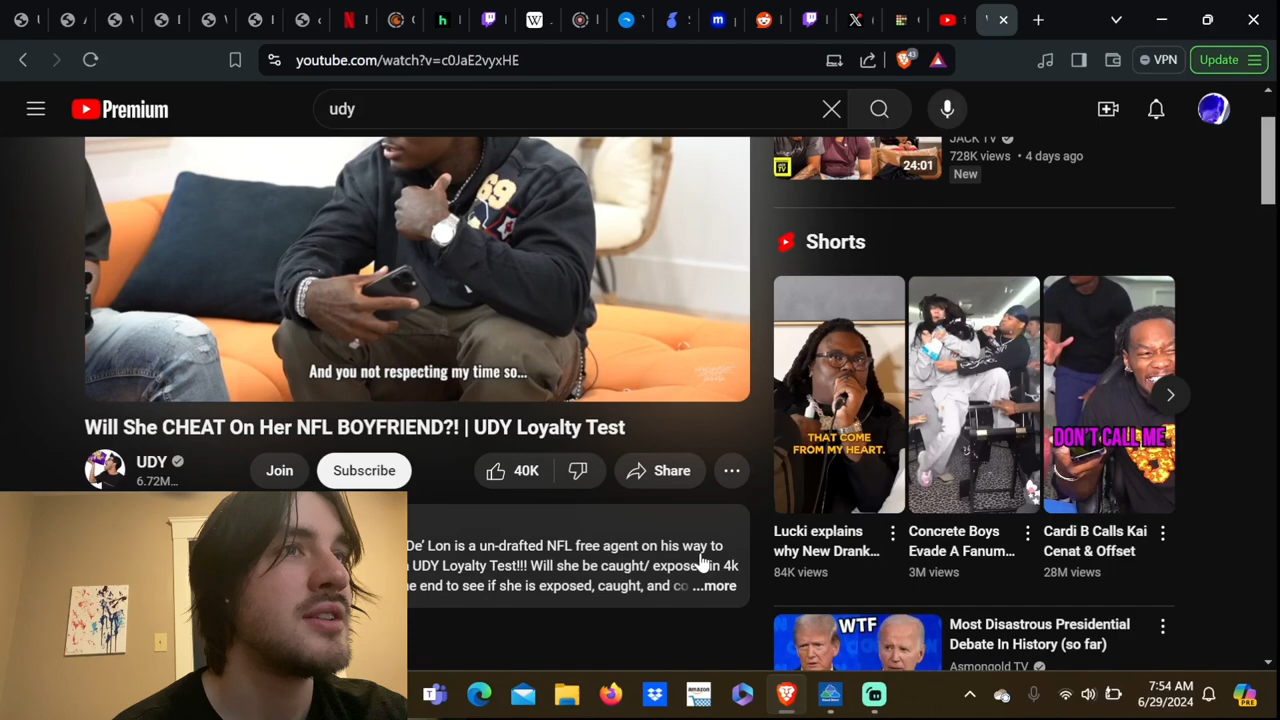 youtube.com/watch?v=c0JaE2vyxHE
43
VPN
Update
Premium
udy
24:01
JACK TV
728K views • 4 days ago
New
Shorts
And you not respecting my time so...
THAT COME
FROM MY HEART.
DON'T CALL ME
Will She CHEAT On Her NFL BOYFRIEND?! | UDY Loyalty Test
UDY
6.72M...
Join
Subscribe
40K
Share
Lucki explains
why New Drank...
84K views
Concrete Boys
Evade A Fanum...
3M views
Cardi B Calls Kai
Cenat & Offset
28M views
De' Lon is a un-drafted NFL free agent on his way to
UDY Loyalty Test!!! Will she be caught/ exposed in 4k
e end to see if she is exposed, caught, and co ...more
WTF
Most Disastrous Presidential
Debate In History (so far)
Asmongold TV
amazon
7:54 AM
6/29/2024
PRE